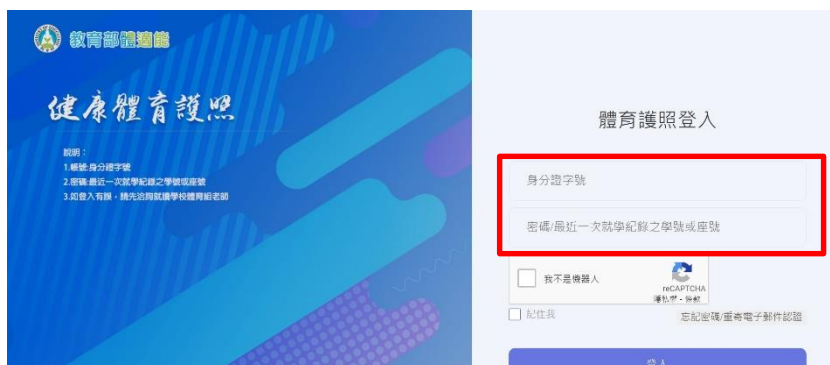 教育部體適能
健康體育護照
說明：
1.帳號:身分證字號
2.密碼:最近一次就學紀錄之學號或座號
3.如登入有誤，請先洽詢就讀學校體育組老師
體育護照登入
身分證字號
密碼/最近一次就學紀錄之學號或座號
我不是機器人
reCAPTCHA
隱私權 - 條款
記住我
忘記密碼/重寄電子郵件認證
登入